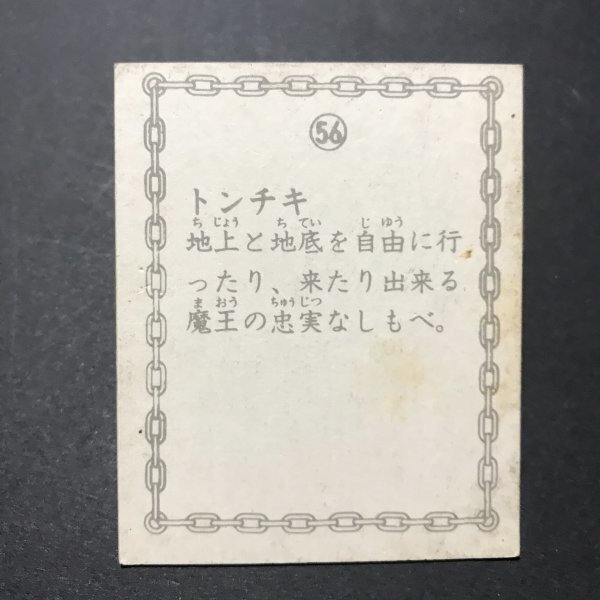 56
トンチキ
ち じょう ち てい じ ゆう
地上と地底を自由に行
ったり、来たり出来る
ま おう ちゅうじつ
魔王の忠実なしもべ。